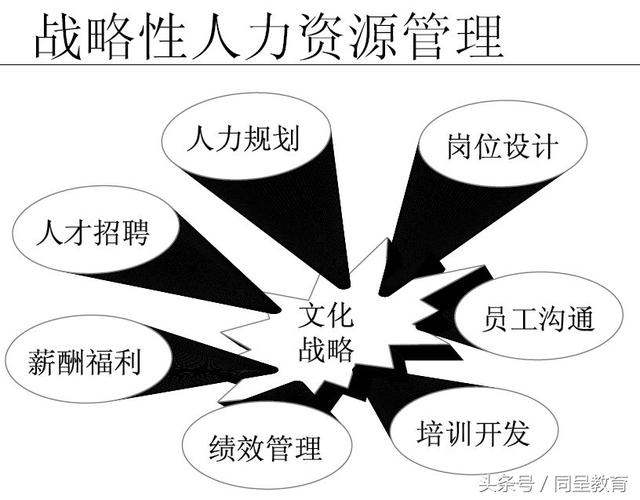 战略性人力资源管理
人力规划
岗位设计
人才招聘
文化
战略
员工沟通
薪酬福利
绩效管理
培训开发
头条号／同呈教育